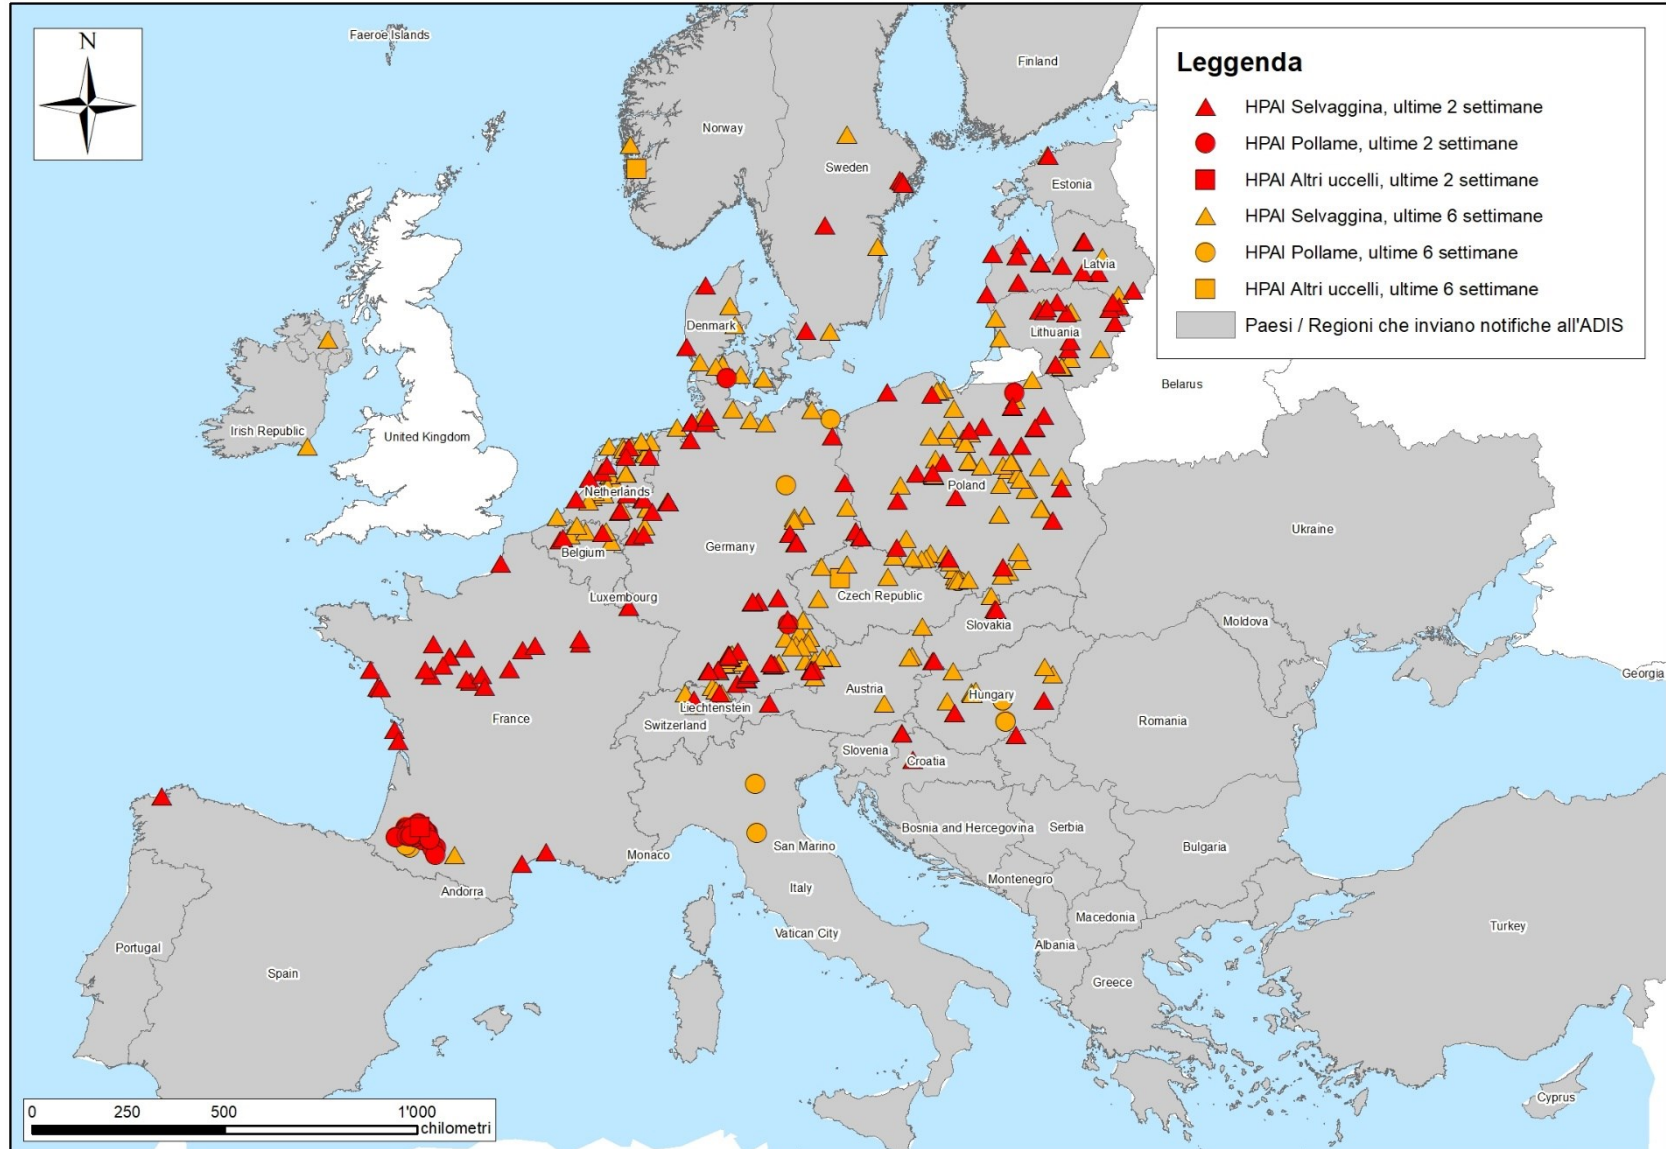 N
Faeroe Islands
Finland
Norway
Sweden
Estonia
Latvia
Denmark
Lithuania
Belarus
Irish Republic
United Kingdom
Netherlands
Poland
Ukraine
Belgium
Germany
Luxembourg
Czech Republic
Slovakia
Moldova
Georgia
Austria
Hungary
Liechtenstein
Switzerland
France
Romania
Slovenia
Croatia
Bosnia and Hercegovina
Serbia
San Marino
Monaco
Bulgaria
Montenegro
Andorra
Italy
Macedonia
Turkey
Vatican City
Albania
Portugal
Spain
Greece
Cyprus
Leggenda
HPAI Selvaggina, ultime 2 settimane
HPAI Pollame, ultime 2 settimane
HPAI Altri uccelli, ultime 2 settimane
HPAI Selvaggina, ultime 6 settimane
HPAI Pollame, ultime 6 settimane
HPAI Altri uccelli, ultime 6 settimane
Paesi / Regioni che inviano notifiche all'ADIS
0 250 500 1'000
chilometri